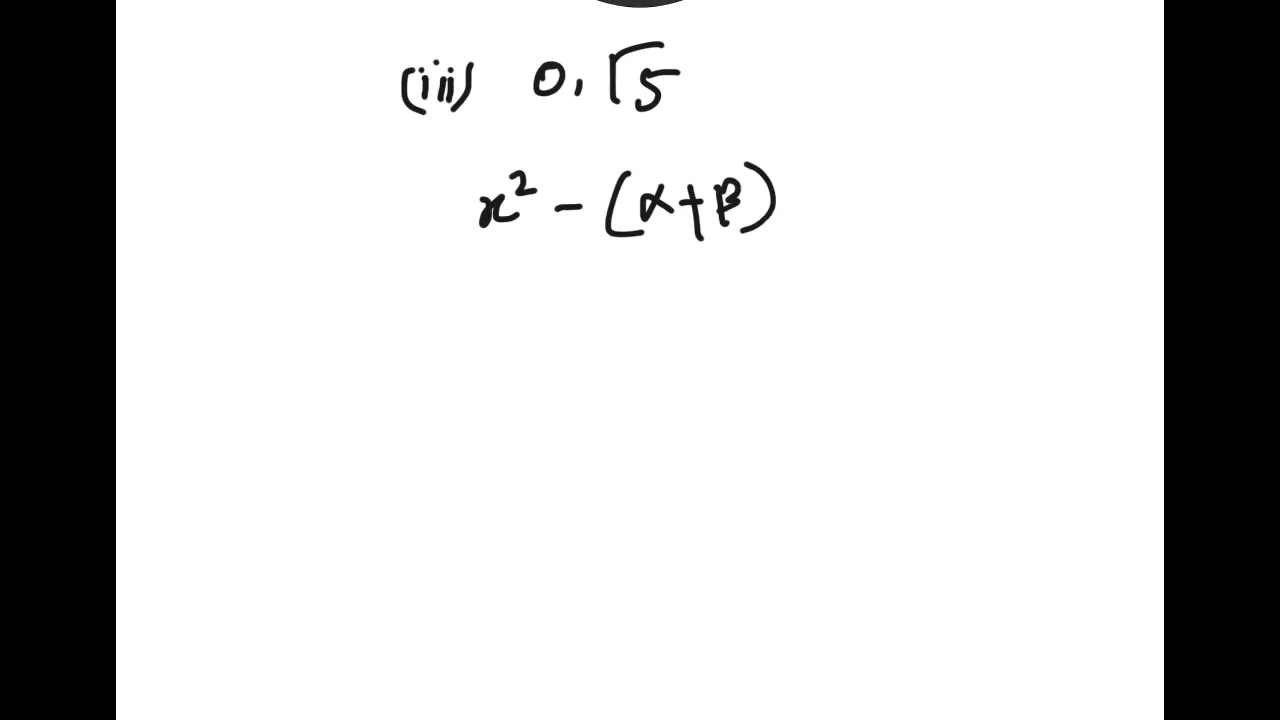 (iii) 0, √5
x² - (α+β)